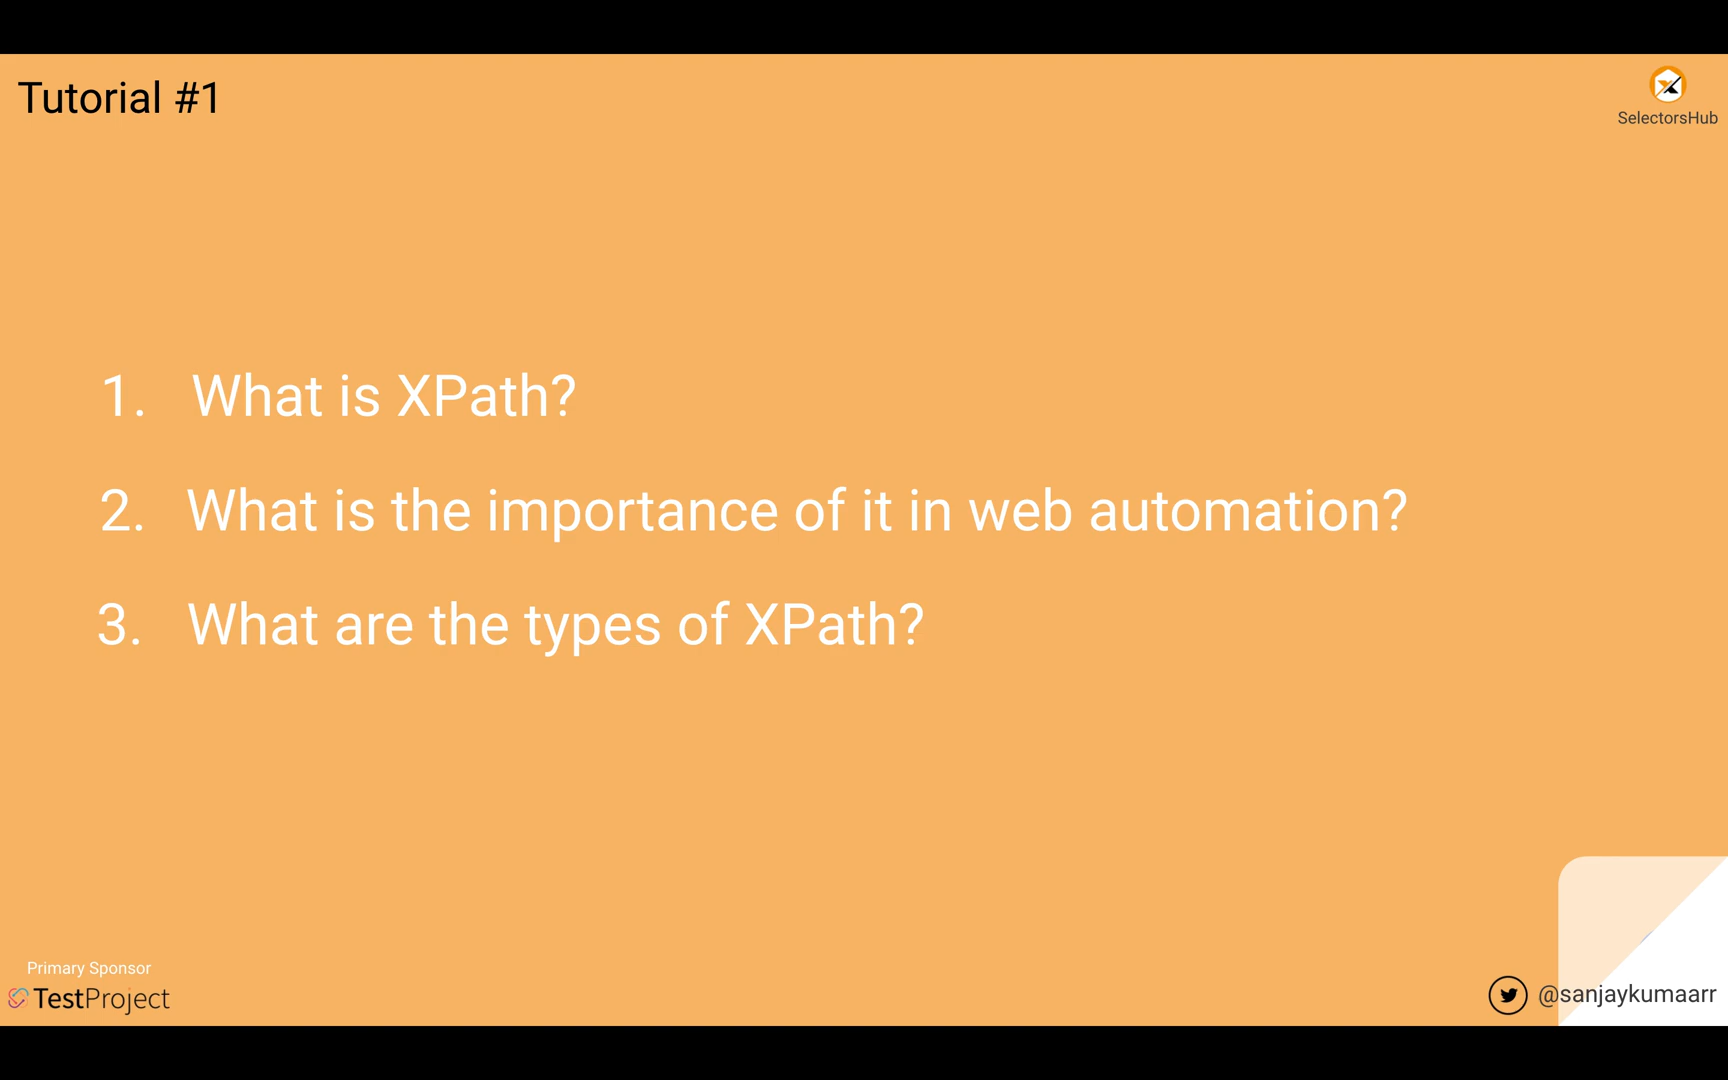 Tutorial #1
SelectorsHub
1. What is XPath?
2. What is the importance of it in web automation?
3. What are the types of XPath?
Primary Sponsor
TestProject
@sanjaykumaarr